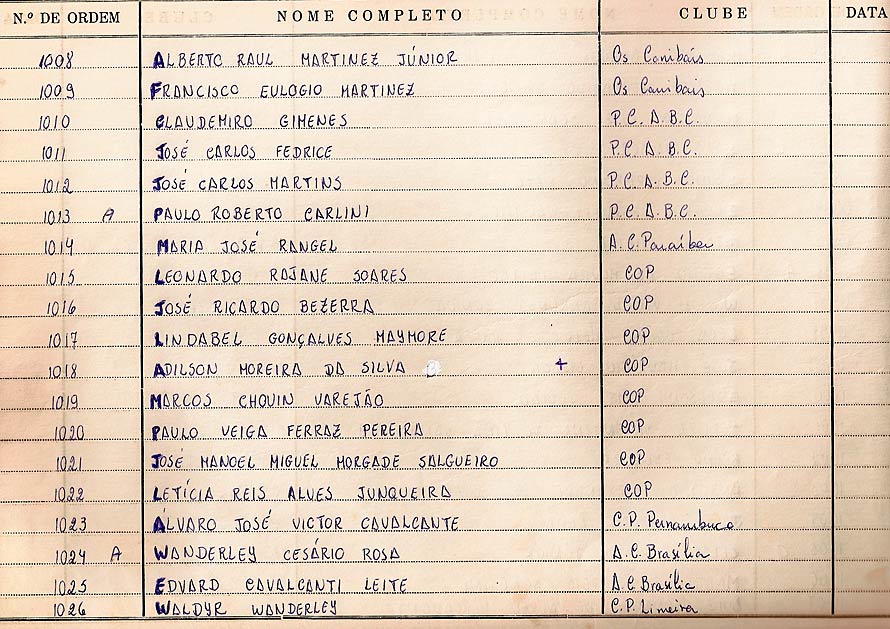 N.º DE ORDEM NOME COMPLETO CLUBE DATA
1008 ALBERTO RAUL MARTINEZ JÚNIOR Os Canibáis
1009 FRANCISCO EULOGIO MARTINEZ Os Canibais
1010 CLAUDEMIRO GIMENES P.C.A.B.C.
1011 JOSÉ CARLOS FEDRICE P.C.A.B.C.
1012 JOSÉ CARLOS MARTINS P.C.A.B.C.
1013 A PAULO ROBERTO CARLINI P.C.A.B.C.
1014 MARIA JOSÉ RANGEL A.C.Paraiba
1015 LEONARDO RAJANE SOARES COP
1016 JOSÉ RICARDO BEZERRA COP
1017 LINDABEL GONÇALVES MAYMORE COP
1018 ADILSON MOREIRA DA SILVA + COP
1019 MARCOS CHOUIN VAREJÃO COP
1020 PAULO VEIGA FERRAZ PEREIRA COP
1021 JOSÉ MANOEL MIGUEL MORGADE SALGUEIRO COP
1022 LETÍCIA REIS ALVES JUNQUEIRA COP
1023 ÁLVARO JOSÉ VICTOR CAVALCANTE C.P. Pernambuco
1024 A WANDERLEY CESÁRIO ROSA A.C.Brasília
1025 EDVARD CAVALCANTI LEITE A.C.Brasília
1026 WALDYR WANDERLEY C.P. Limeira